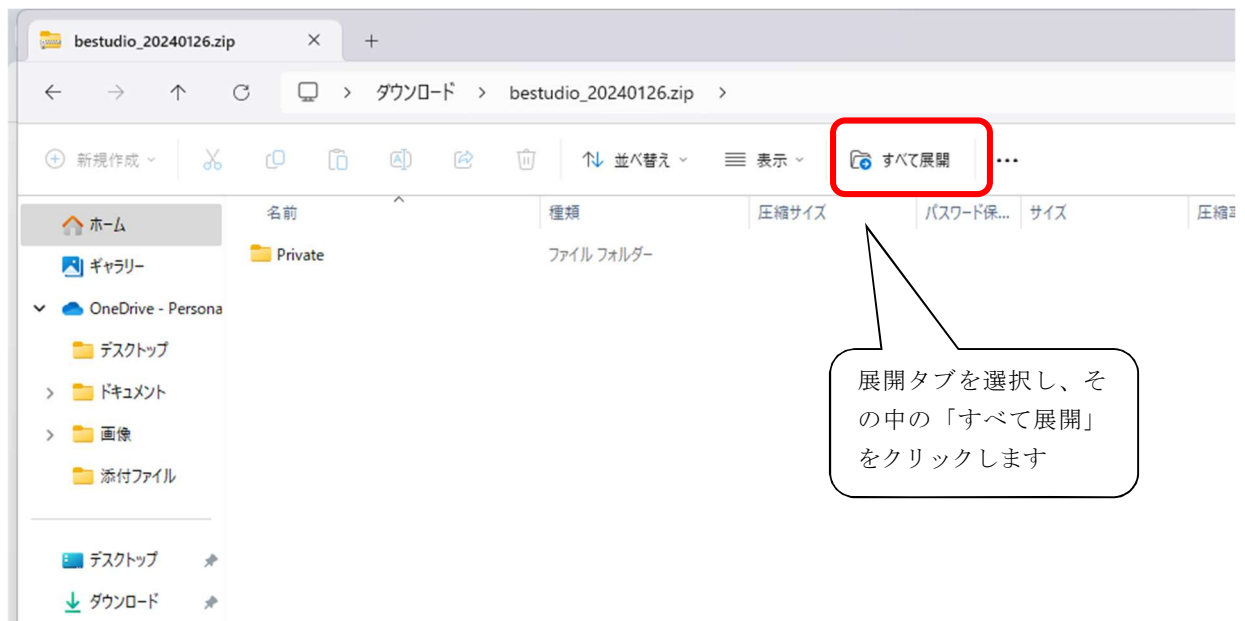 bestudio_20240126.zip
ダウンロード > bestudio_20240126.zip >
新規作成 並べ替え 表示 すべて展開 ...
名前 種類 圧縮サイズ パスワード保... サイズ
ホーム
Private ファイル フォルダー
ギャラリー
OneDrive - Persona
デスクトップ
ドキュメント
画像
添付ファイル
展開タブを選択し、そ
の中の「すべて展開」
をクリックします
デスクトップ
ダウンロード